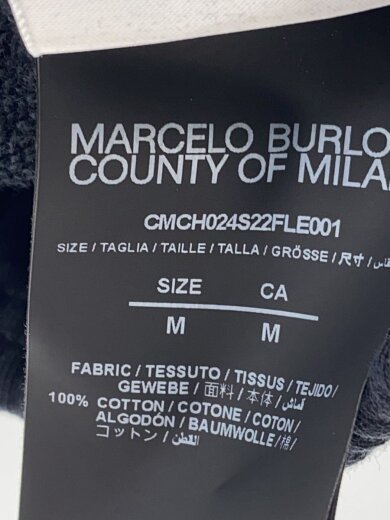 MARCELO BURLO
COUNTY OF MILA
CMCH024S22FLE001
SIZE / TAGLIA / TAILLE / TALLA / GRÖSSE / 尺寸 /
SIZE CA
M M
FABRIC / TESSUTO / TISSUS / TEJIDO /
GEWEBE / 面料 / 本体 / قماش /
100% COTTON / COTONE / COTON /
ALGODÓN / BAUMWOLLE / 棉 /
コットン / القطن /